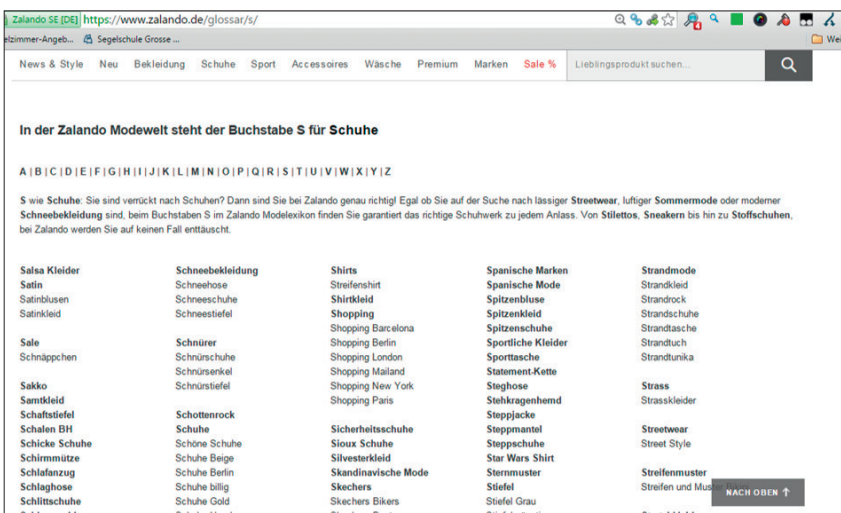 Zalando SE [DE] https://www.zalando.de/glossar/s/
elzimmer-Angeb... Segelschule Grosse ...
News & Style Neu Bekleidung Schuhe Sport Accessoires Wäsche Premium Marken Sale % Lieblingsprodukt suchen...
In der Zalando Modewelt steht der Buchstabe S für Schuhe
A | B | C | D | E | F | G | H | I | J | K | L | M | N | O | P | Q | R | S | T | U | V | W | X | Y | Z
S wie Schuhe: Sie sind verrückt nach Schuhen? Dann sind Sie bei Zalando genau richtig! Egal ob Sie auf der Suche nach lässiger Streetwear, luftiger Sommermode oder moderner
Schneebekleidung sind, beim Buchstaben S im Zalando Modelexikon finden Sie garantiert das richtige Schuhwerk zu jedem Anlass. Von Stilettos, Sneakern bis hin zu Stoffschuhen,
bei Zalando werden Sie auf keinen Fall enttäuscht.
Salsa Kleider
Satin
Satinblusen
Satinkleid
Sale
Schnäppchen
Sakko
Samtkleid
Schaftstiefel
Schalen BH
Schicke Schuhe
Schirmmütze
Schlafanzug
Schlaghose
Schlittschuhe
Schneebekleidung
Schneehose
Schneeschuhe
Schneestiefel
Schnürer
Schnürschuhe
Schnürsenkel
Schnürstiefel
Schottenrock
Schuhe
Schöne Schuhe
Schuhe Beige
Schuhe Berlin
Schuhe billig
Schuhe Gold
Shirts
Streifenshirt
Shirtkleid
Shopping
Shopping Barcelona
Shopping Berlin
Shopping London
Shopping Mailand
Shopping New York
Shopping Paris
Sicherheitsschuhe
Sioux Schuhe
Silvesterkleid
Skandinavische Mode
Skechers
Skechers Bikers
Spanische Marken
Spanische Mode
Spitzenbluse
Spitzenkleid
Spitzenschuhe
Sportliche Kleider
Sporttasche
Statement-Kette
Steghose
Stehkragenhemd
Steppjacke
Steppmantel
Steppschuhe
Star Wars Shirt
Sternmuster
Stiefel
Stiefel Grau
Strandmode
Strandkleid
Strandrock
Strandschuhe
Strandtasche
Strandtuch
Strandtunika
Strass
Strasskleider
Streetwear
Street Style
Streifenmuster
Streifen und Muster
NACH OBEN